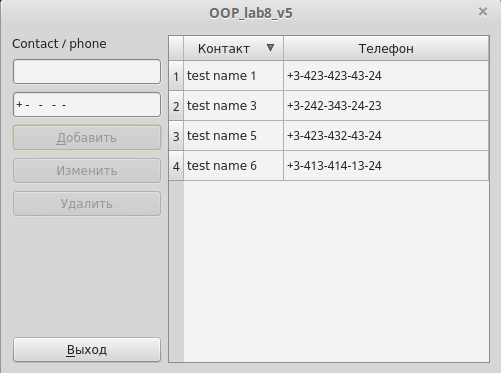 OOP_lab8_v5
Contact / phone
+ -   -   -  -
Добавить
Изменить
Удалить
Выход
Контакт Телефон
1 test name 1 +3-423-423-43-24
2 test name 3 +3-242-343-24-23
3 test name 5 +3-423-432-43-24
4 test name 6 +3-413-414-13-24